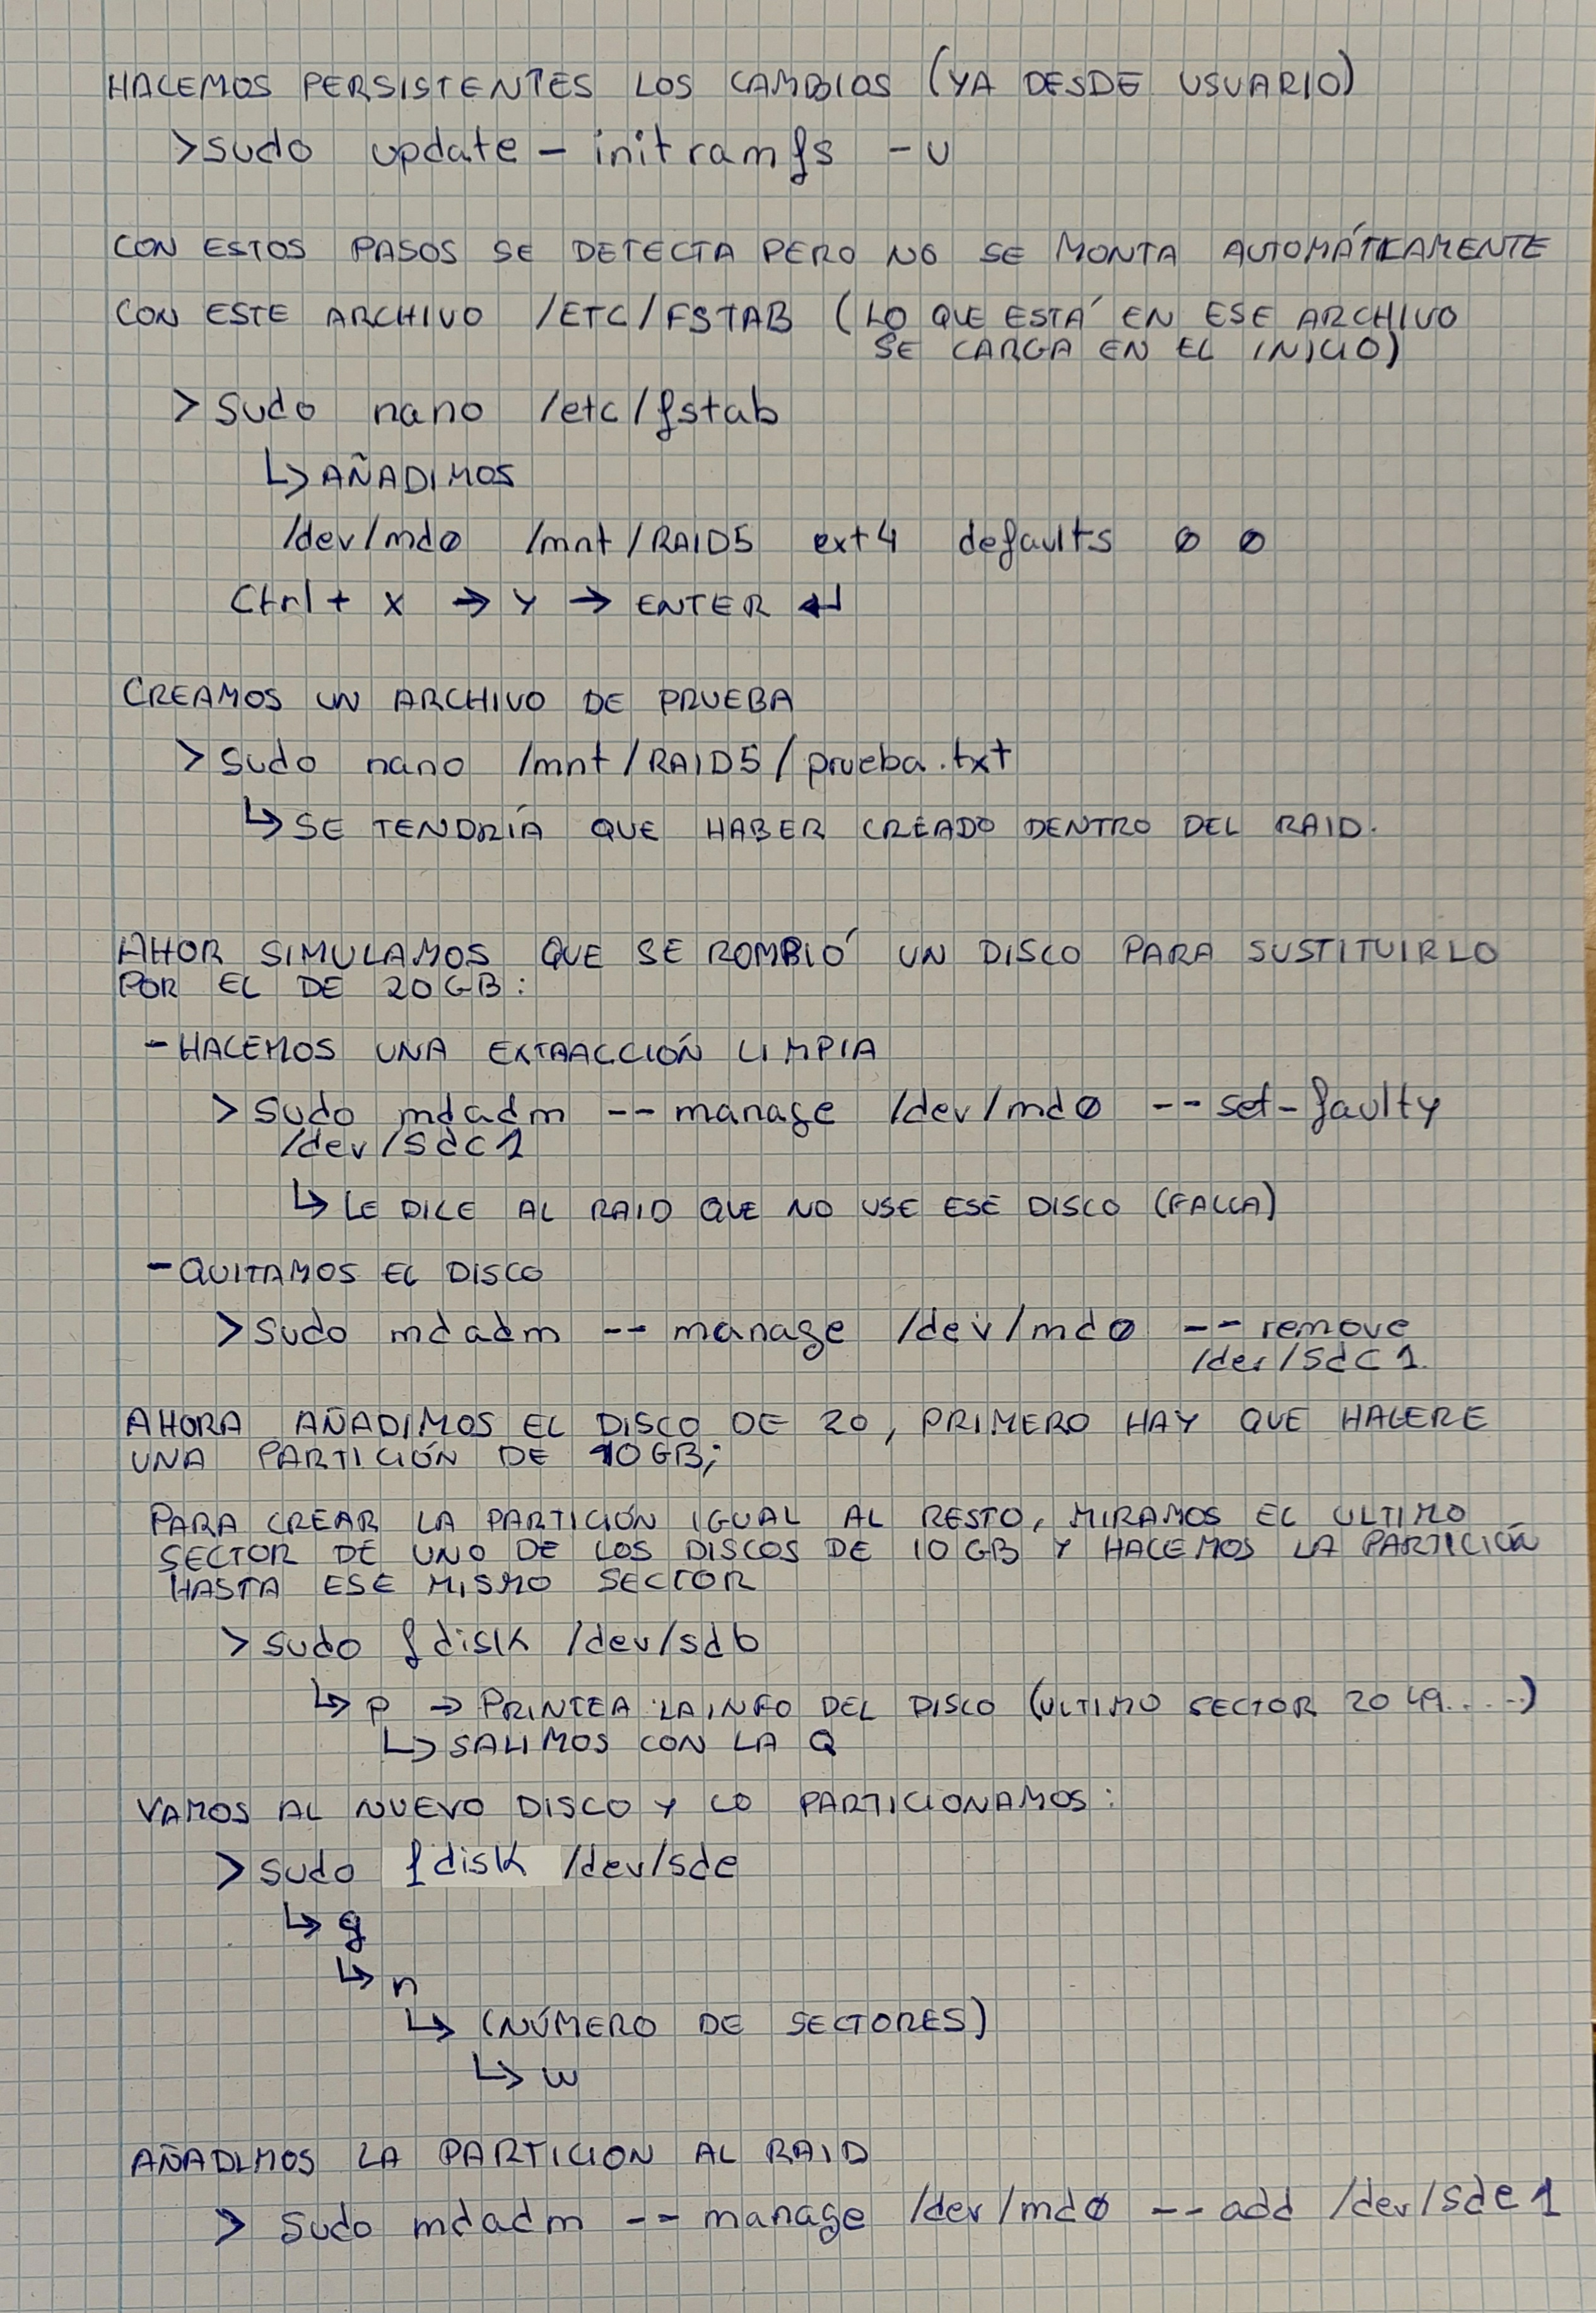 HACEMOS PERSISTENTES LOS CAMBIOS (YA DESDE USUARIO)
>sudo update-initramfs -u
CON ESTOS PASOS SE DETECTA PERO NO SE MONTA AUTOMÁTICAMENTE
CON ESTE ARCHIVO /ETC/FSTAB (LO QUE ESTÁ EN ESE ARCHIVO
SE CARGA EN EL INICIO)
>sudo nano /etc/fstab
↳AÑADIMOS
/dev/md0 /mnt/RAID5 ext4 defaults 0 0
Ctrl + X → Y → ENTER ↵
CREAMOS UN ARCHIVO DE PRUEBA
>sudo nano /mnt/RAID5/prueba.txt
↳SE TENDRÍA QUE HABER CREADO DENTRO DEL RAID.
AHOR SIMULAMOS QUE SE ROMPIÓ UN DISCO PARA SUSTITUIRLO
POR EL DE 20GB:
-HACEMOS UNA EXTRACCIÓN LIMPIA
>sudo mdadm --manage /dev/md0 --set-faulty
/dev/sdc1
↳LE DICE AL RAID QUE NO USE ESE DISCO (FALLA)
-QUITAMOS EL DISCO
>sudo mdadm --manage /dev/md0 --remove
/dev/sdc1
AHORA AÑADIMOS EL DISCO DE 20, PRIMERO HAY QUE HACERE
UNA PARTICIÓN DE 10GB;
PARA CREAR LA PARTICIÓN IGUAL AL RESTO, MIRAMOS EL ULTIMO
SECTOR DE UNO DE LOS DISCOS DE 10GB Y HACEMOS LA PARTICIÓN
HASTA ESE MISMO SECTOR
>sudo fdisk /dev/sdb
↳p → PRINTEA LA INFO DEL DISCO (ULTIMO SECTOR 2049.....)
↳SALIMOS CON LA Q
VAMOS AL NUEVO DISCO Y LO PARTICIONAMOS:
>sudo fdisk /dev/sde
↳g
↳n
↳(NÚMERO DE SECTORES)
↳w
AÑADIMOS LA PARTICION AL RAID
>sudo mdadm --manage /dev/md0 --add /dev/sde1